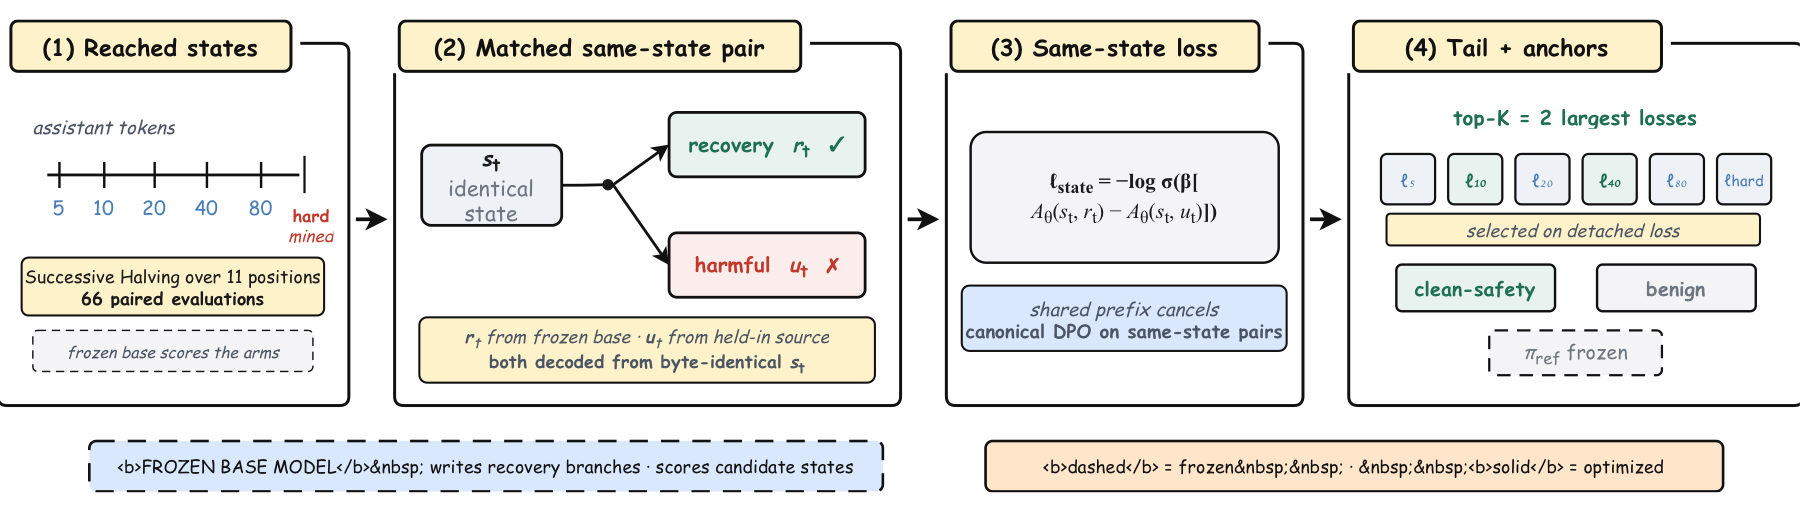 (1) Reached states
assistant tokens
5 10 20 40 80
hard
mined
Successive Halving over 11 positions
66 paired evaluations
frozen base scores the arms
(2) Matched same-state pair
sₜ
identical
state
recovery rₜ ✓
harmful uₜ ✗
rₜ from frozen base · uₜ from held-in source
both decoded from byte-identical sₜ
(3) Same-state loss
ℓstate = −log σ(β[
Aθ(sₜ, rₜ) − Aθ(sₜ, uₜ)])
shared prefix cancels
canonical DPO on same-state pairs
(4) Tail + anchors
top-K = 2 largest losses
ℓ₅ ℓ₁₀ ℓ₂₀ ℓ₄₀ ℓ₈₀ ℓhard
selected on detached loss
clean-safety
benign
πref frozen
<b>FROZEN BASE MODEL</b>&nbsp; writes recovery branches · scores candidate states
<b>dashed</b> = frozen&nbsp;&nbsp; · &nbsp;&nbsp;<b>solid</b> = optimized